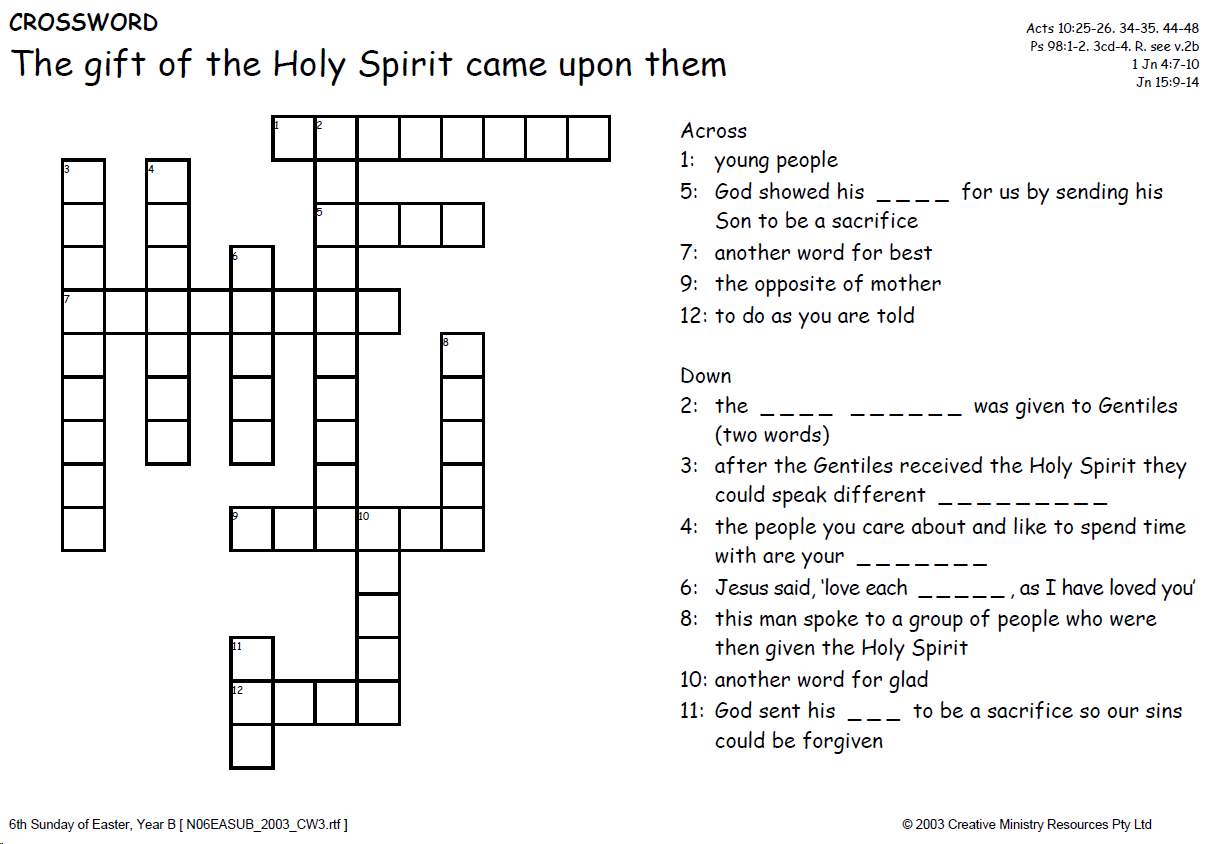 CROSSWORD
The gift of the Holy Spirit came upon them
Acts 10:25-26. 34-35. 44-48
Ps 98:1-2. 3cd-4. R. see v.2b
1 Jn 4:7-10
Jn 15:9-14
1 2
3 4
5
6
7
8
9 10
11
12
Across
1: young people
5: God showed his _ _ _ _ for us by sending his
Son to be a sacrifice
7: another word for best
9: the opposite of mother
12: to do as you are told
Down
2: the _ _ _ _ _ _ _ _ _ _ was given to Gentiles
(two words)
3: after the Gentiles received the Holy Spirit they
could speak different _ _ _ _ _ _ _ _ _
4: the people you care about and like to spend time
with are your _ _ _ _ _ _ _
6: Jesus said, ‘love each _ _ _ _ _ , as I have loved you’
8: this man spoke to a group of people who were
then given the Holy Spirit
10: another word for glad
11: God sent his _ _ _ to be a sacrifice so our sins
could be forgiven
6th Sunday of Easter, Year B [ N06EASUB_2003_CW3.rtf ]
© 2003 Creative Ministry Resources Pty Ltd